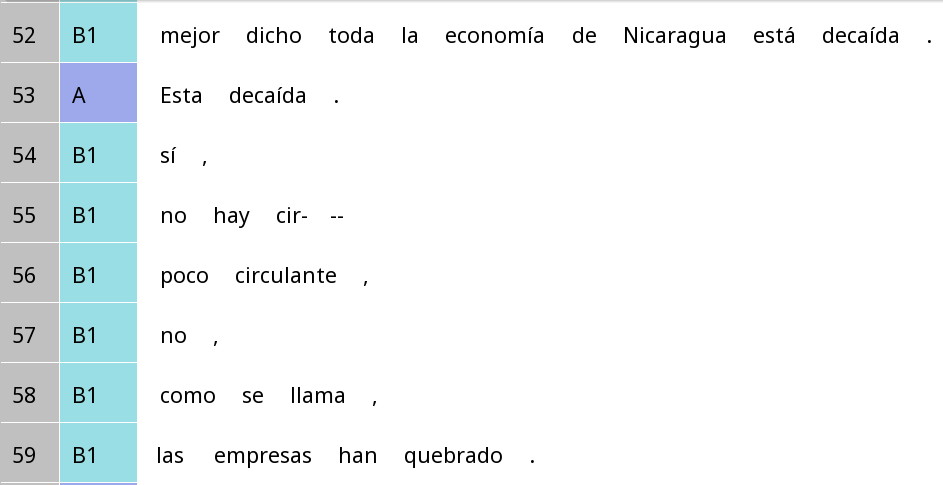 52 B1 mejor dicho toda la economía de Nicaragua está decaída .
53 A Esta decaída .
54 B1 sí ,
55 B1 no hay cir- --
56 B1 poco circulante ,
57 B1 no ,
58 B1 como se llama ,
59 B1 las empresas han quebrado .